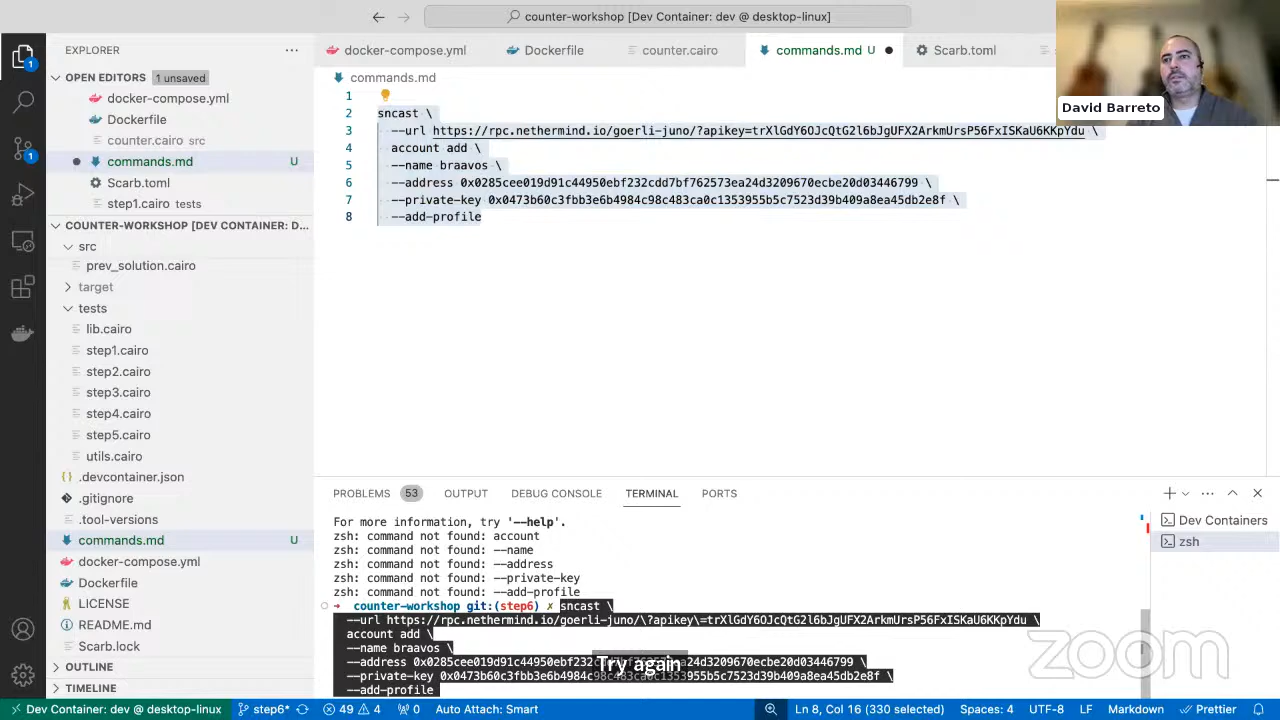 counter-workshop [Dev Container: dev @ desktop-linux]
EXPLORER
OPEN EDITORS 1 unsaved
docker-compose.yml
Dockerfile
counter.cairo src
commands.md U
Scarb.toml
step1.cairo tests
COUNTER-WORKSHOP [DEV CONTAINER: D...
src
prev_solution.cairo
target
tests
lib.cairo
step1.cairo
step2.cairo
step3.cairo
step4.cairo
step5.cairo
utils.cairo
.devcontainer.json
.gitignore
.tool-versions
commands.md U
docker-compose.yml
Dockerfile
LICENSE
README.md
Scarb.lock
OUTLINE
TIMELINE
docker-compose.yml Dockerfile counter.cairo commands.md U Scarb.toml
commands.md
1
2 sncast \
3 --url https://rpc.nethermind.io/goerli-juno/?apikey=trXlGdY6OJcQtG2l6bJgUFX2ArkmUrsP56FxISKaU6KKpYdu \
4 account add \
5 --name braavos \
6 --address 0x0285cee019d91c44950ebf232cdd7bf762573ea24d3209670ecbe20d03446799 \
7 --private-key 0x0473b60c3fbb3e6b4984c98c483ca0c1353955b5c7523d39b409a8ea45db2e8f \
8 --add-profile
David Barreto
PROBLEMS 53 OUTPUT DEBUG CONSOLE TERMINAL PORTS
For more information, try '--help'.
zsh: command not found: account
zsh: command not found: --name
zsh: command not found: --address
zsh: command not found: --private-key
zsh: command not found: --add-profile
counter-workshop git:(step6) ✗ sncast \
--url https://rpc.nethermind.io/goerli-juno/\?apikey\=trXlGdY6OJcQtG2l6bJgUFX2ArkmUrsP56FxISKaU6KKpYdu \
account add \
--name braavos \
--address 0x0285cee019d91c44950ebf232 24d3209670ecbe20d03446799 \
--private-key 0x0473b60c3fbb3e6b4984c98c483ca0c1353955b5c7523d39b409a8ea45db2e8f \
--add-profile
Try again
Dev Containers
zsh
zoom
Dev Container: dev @ desktop-linux step6* 49 4 0 Auto Attach: Smart Ln 8, Col 16 (330 selected) Spaces: 4 UTF-8 LF Markdown Prettier